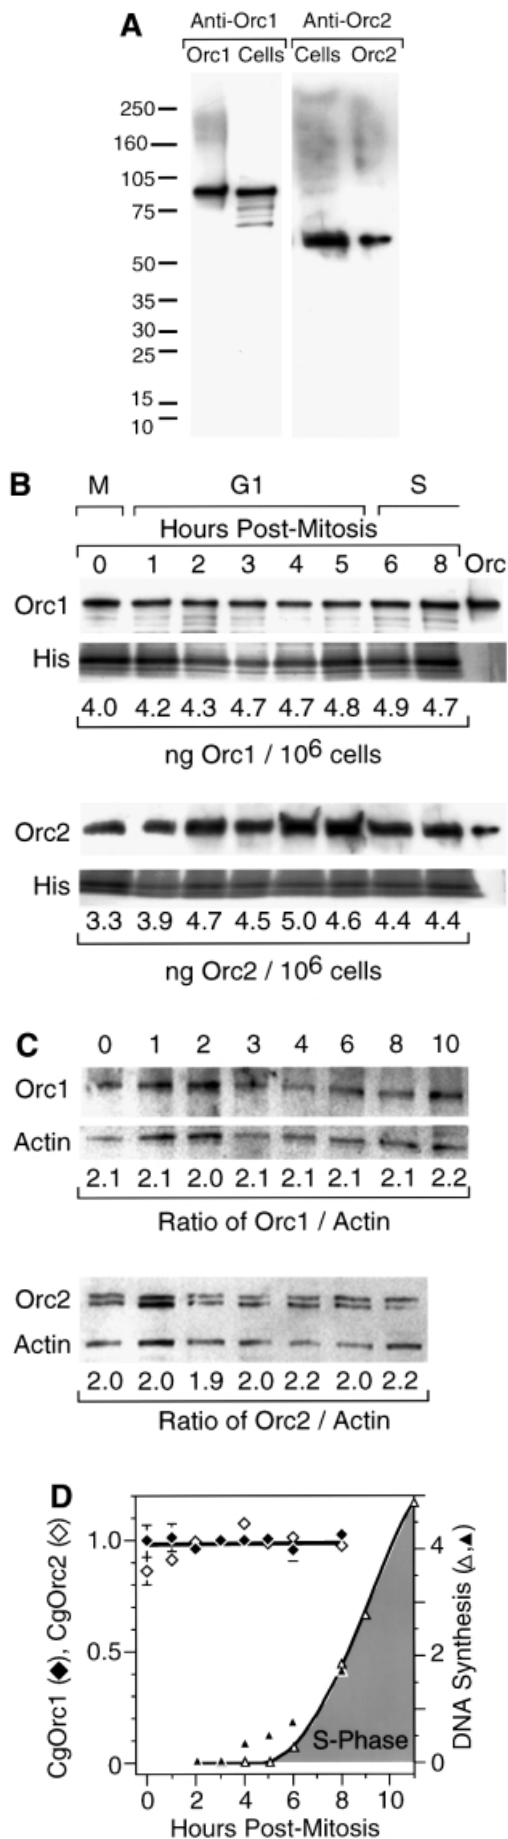 A
Anti-Orc1 Anti-Orc2
Orc1 Cells Cells Orc2
250
160
105
75
50
35
30
25
15
10
B
M G1 S
Hours Post-Mitosis
0 1 2 3 4 5 6 8 Orc
Orc1
His
4.0 4.2 4.3 4.7 4.7 4.8 4.9 4.7
ng Orc1 / 10⁶ cells
Orc2
His
3.3 3.9 4.7 4.5 5.0 4.6 4.4 4.4
ng Orc2 / 10⁶ cells
C 0 1 2 3 4 6 8 10
Orc1
Actin
2.1 2.1 2.0 2.1 2.1 2.1 2.1 2.2
Ratio of Orc1 / Actin
Orc2
Actin
2.0 2.0 1.9 2.0 2.2 2.0 2.2
Ratio of Orc2 / Actin
D
CgOrc1 (◆), CgOrc2 (◇)
1.0
0.5
0
4
2
0
DNA Synthesis (△,▲)
S-Phase
0 2 4 6 8 10
Hours Post-Mitosis